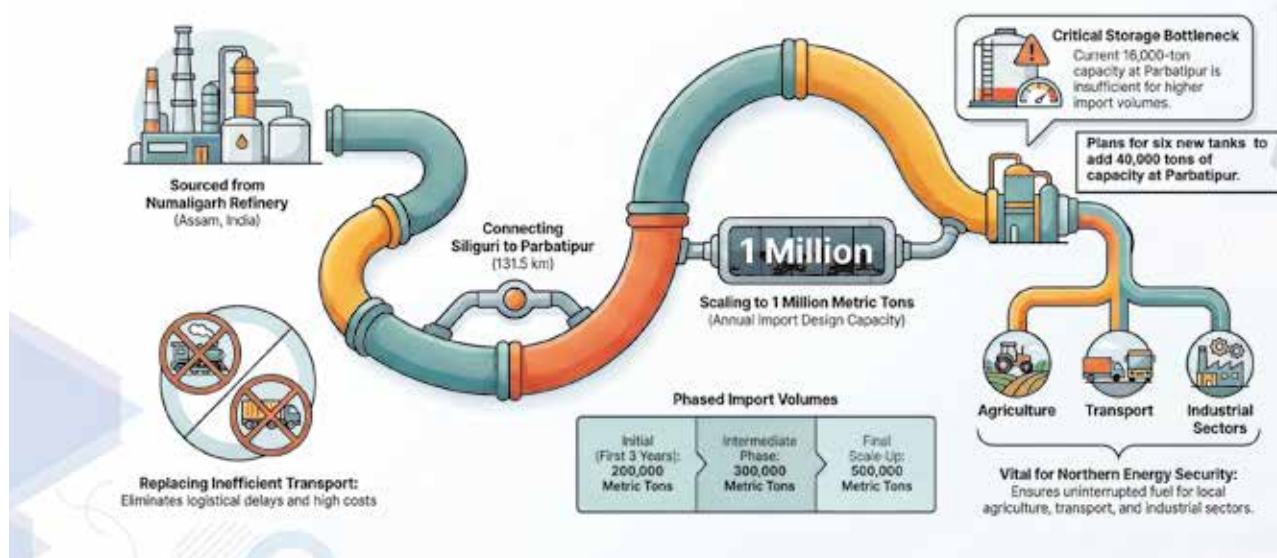 Sourced from
Numaligarh Refinery
(Assam, India)
Replacing Inefficient Transport:
Eliminates logistical delays and high costs
Connecting
Siliguri to Parbatipur
(131.5 km)
1 Million
Scaling to 1 Million Metric Tons
(Annual Import Design Capacity)
Phased Import Volumes
Initial
(First 3 Years):
200,000
Metric Tons
Intermediate
Phase:
300,000
Metric Tons
Final
Scale-Up:
500,000
Metric Tons
Critical Storage Bottleneck
Current 16,000-ton
capacity at Parbatipur is
insufficient for higher
import volumes.
Plans for six new tanks to
add 40,000 tons of
capacity at Parbatipur.
Agriculture
Transport
Industrial
Sectors
Vital for Northern Energy Security:
Ensures uninterrupted fuel for local
agriculture, transport, and industrial sectors.